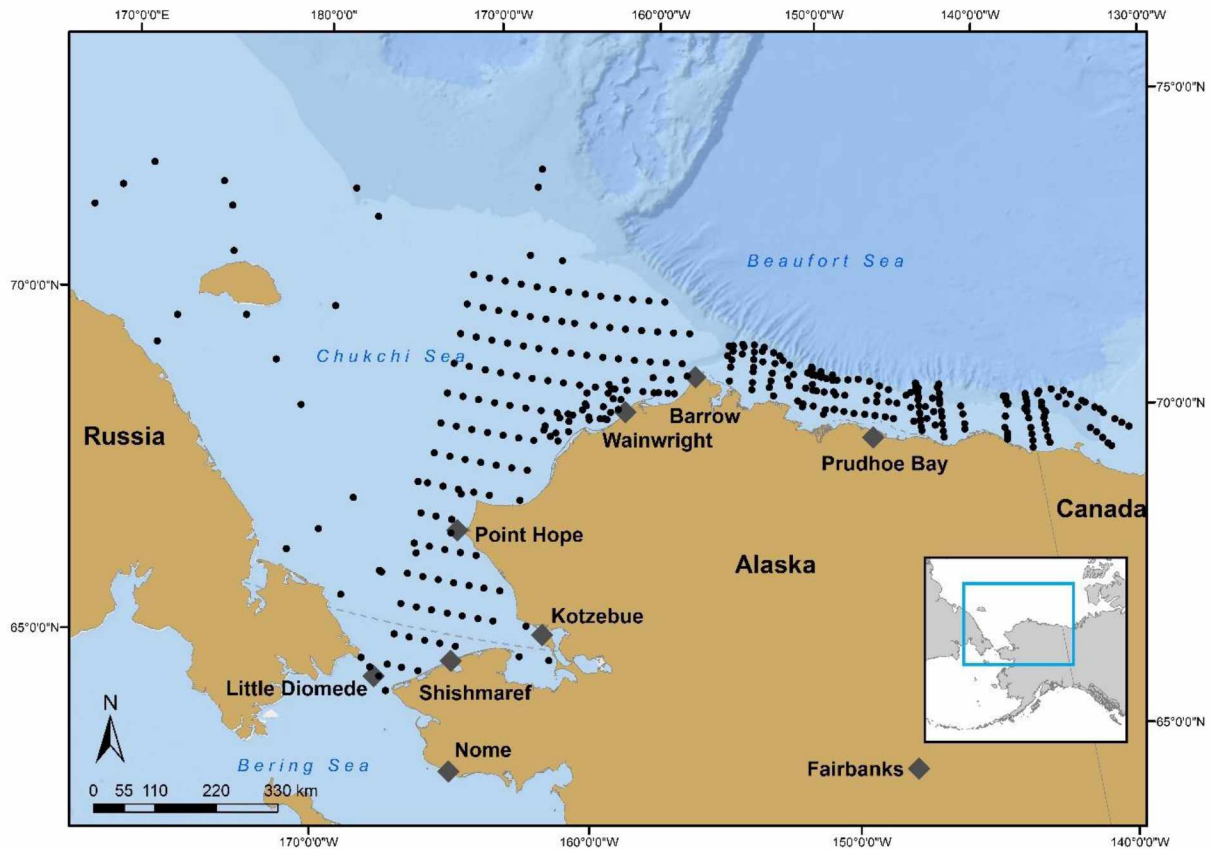 170°0'0"E
180°0'0"
170°0'0"W
160°0'0"W
150°0'0"W
140°0'0"W
130°0'0"W
75°0'0"N
Beaufort Sea
70°0'0"N
Chukchi Sea
70°0'0"N
Barrow
Russia
Wainwright
Prudhoe Bay
Canada
Point Hope
Alaska
Kotzebue
65°0'0"N
Little Diomede
Shishmaref
N
65°0'0"N
Nome
Bering Sea
Fairbanks
0 55 110 220 330 km
170°0'0"W
160°0'0"W
150°0'0"W
140°0'0"W